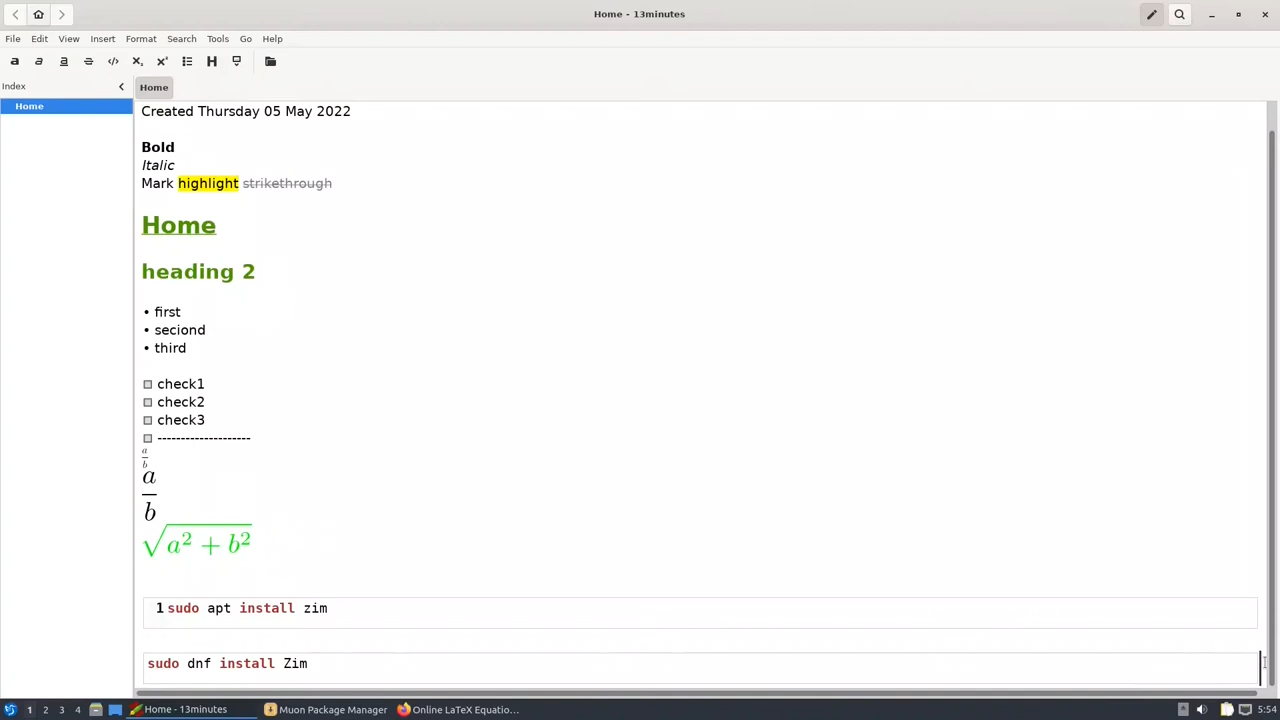 Home - 13minutes
File Edit View Insert Format Search Tools Go Help
a a a a </> X₁ X¹ H
Index
Home
Home
Created Thursday 05 May 2022
Bold
Italic
Mark highlight strikethrough
Home
heading 2
• first
• seciond
• third
check1
check2
check3
--------------------
a
b
a
b
√a² + b²
1 sudo apt install zim
sudo dnf install Zim
1 2 3 4 Home - 13minutes Muon Package Manager Online LaTeX Equatio... 5:54